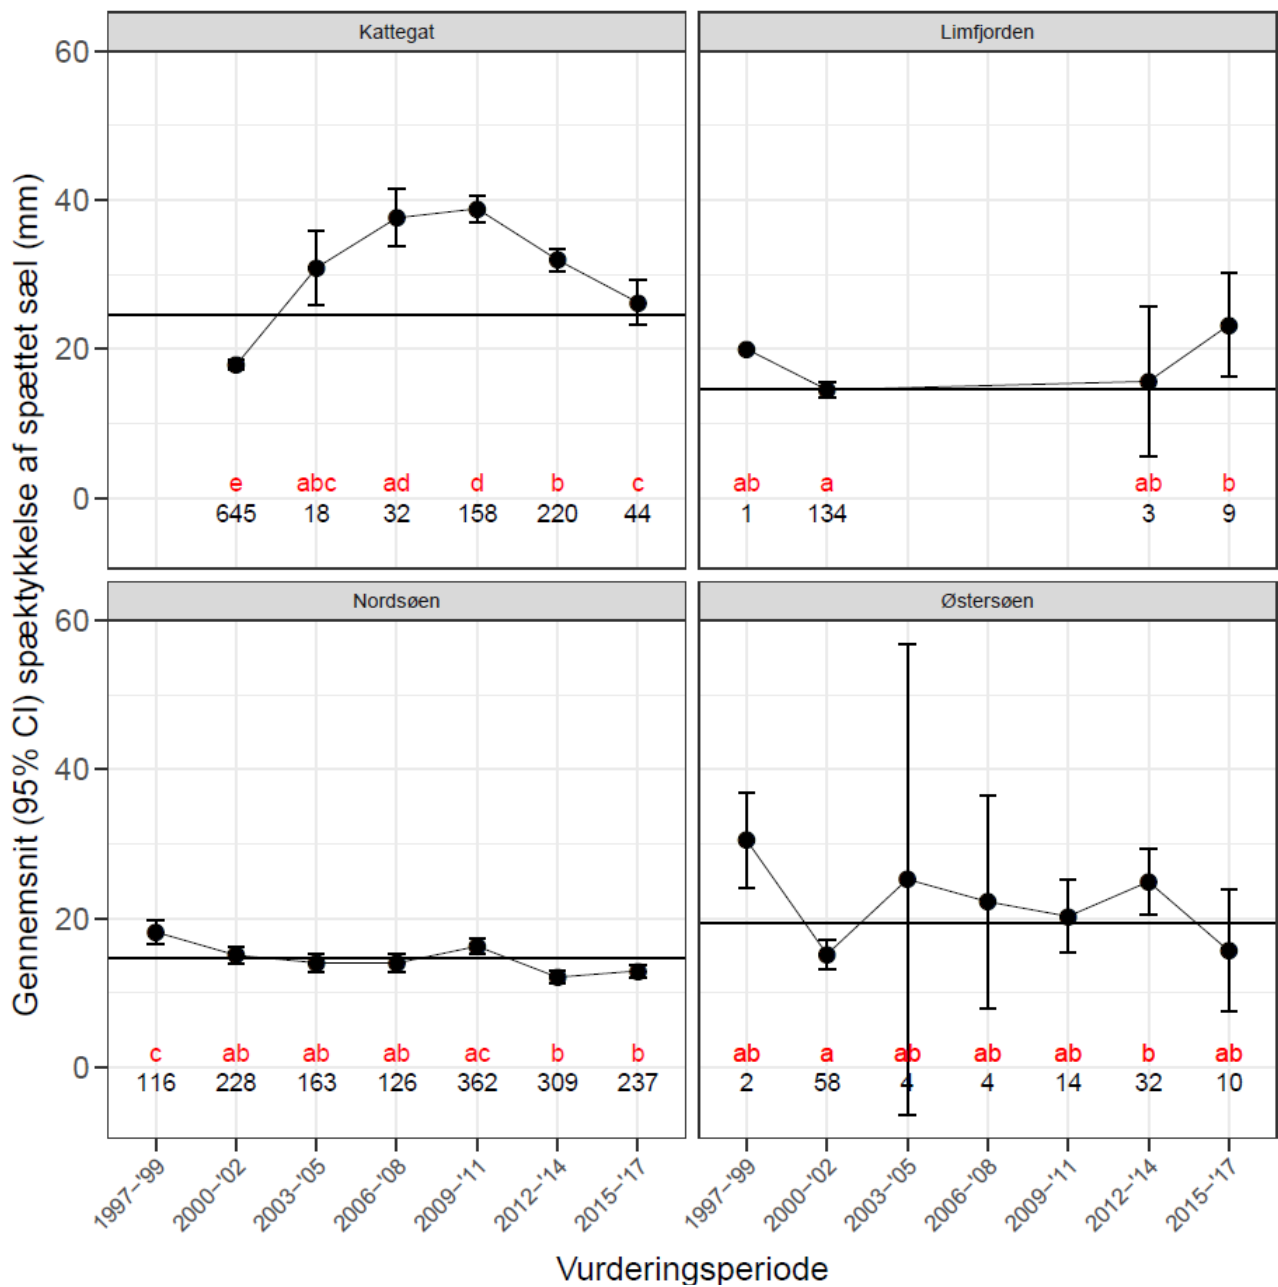 Gennemsnit (95% CI) spæktykkelse af spættet sæl (mm)
Kattegat
60
40
20
0
e abc ad d b c
645 18 32 158 220 44
Limfjorden
ab a ab b
1 134 3 9
Nordsøen
60
40
20
0
c ab ab ab ac b b
116 228 163 126 362 309 237
Østersøen
ab a ab ab ab b ab
2 58 4 4 14 32 10
1997–'99 2000–'02 2003–'05 2006–'08 2009–'11 2012–'14 2015–'17
1997–'99 2000–'02 2003–'05 2006–'08 2009–'11 2012–'14 2015–'17
Vurderingsperiode